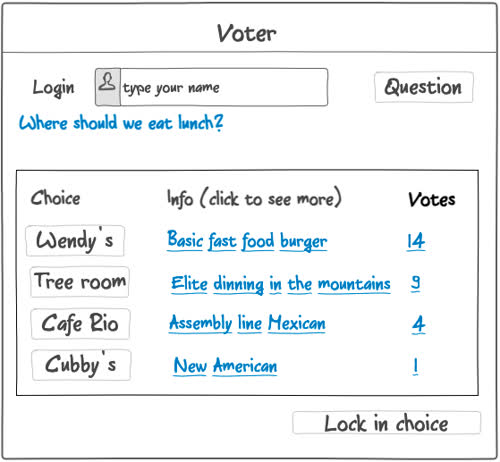 Voter
Login type your name Question
Where should we eat lunch?
Choice Info (click to see more) Votes
Wendy's Basic fast food burger 14
Tree room Elite dinning in the mountains 9
Cafe Rio Assembly line Mexican 4
Cubby's New American 1
Lock in choice